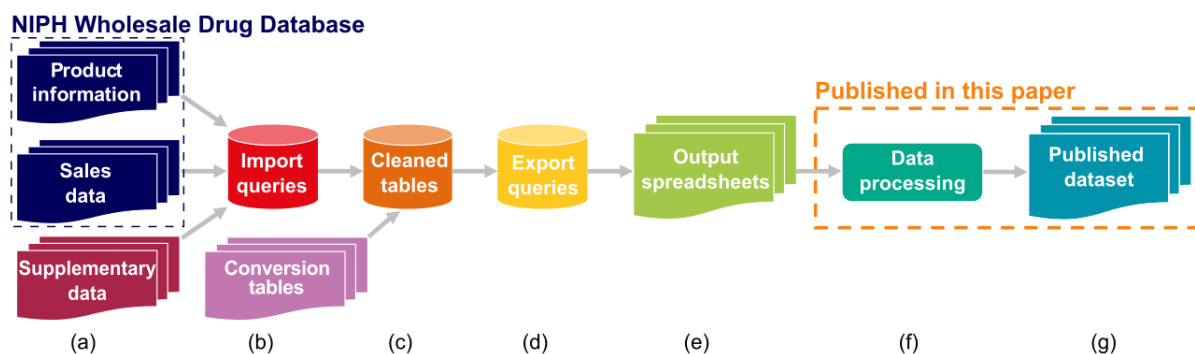 NIPH Wholesale Drug Database
Product
information
Sales
data
Supplementary
data
Import
queries
Conversion
tables
Cleaned
tables
Export
queries
Output
spreadsheets
Published in this paper
Data
processing
Published
dataset
(a)
(b)
(c)
(d)
(e)
(f)
(g)